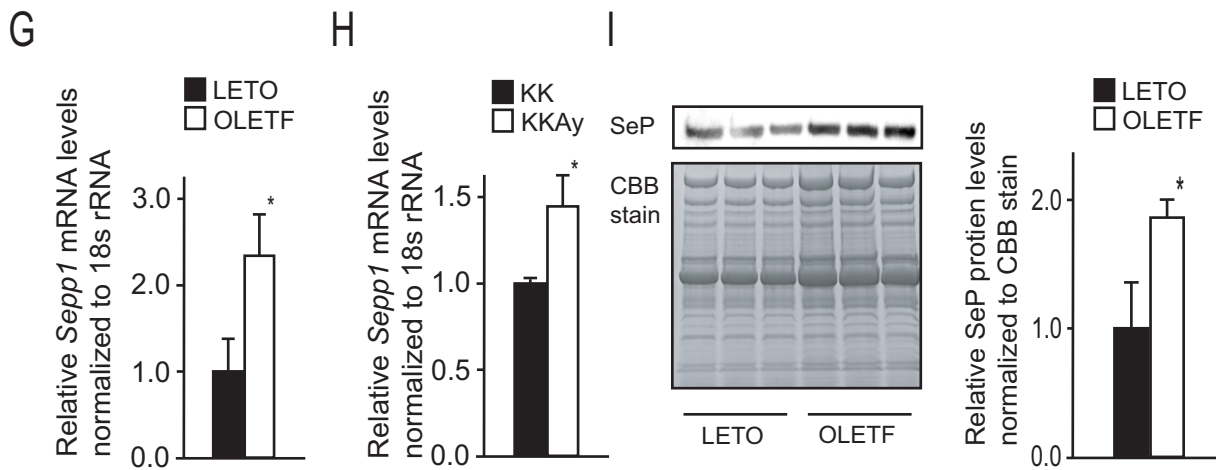 G
LETO
OLETF
Relative Sepp1 mRNA levels
normalized to 18s rRNA
3.0
2.0
1.0
0.0
*
H
KK
KKAy
Relative Sepp1 mRNA levels
normalized to 18s rRNA
1.5
1.0
0.5
0.0
*
I
SeP
CBB
stain
LETO
OLETF
LETO
OLETF
Relative SeP protien levels
normalized to CBB stain
2.0
1.0
0.0
*